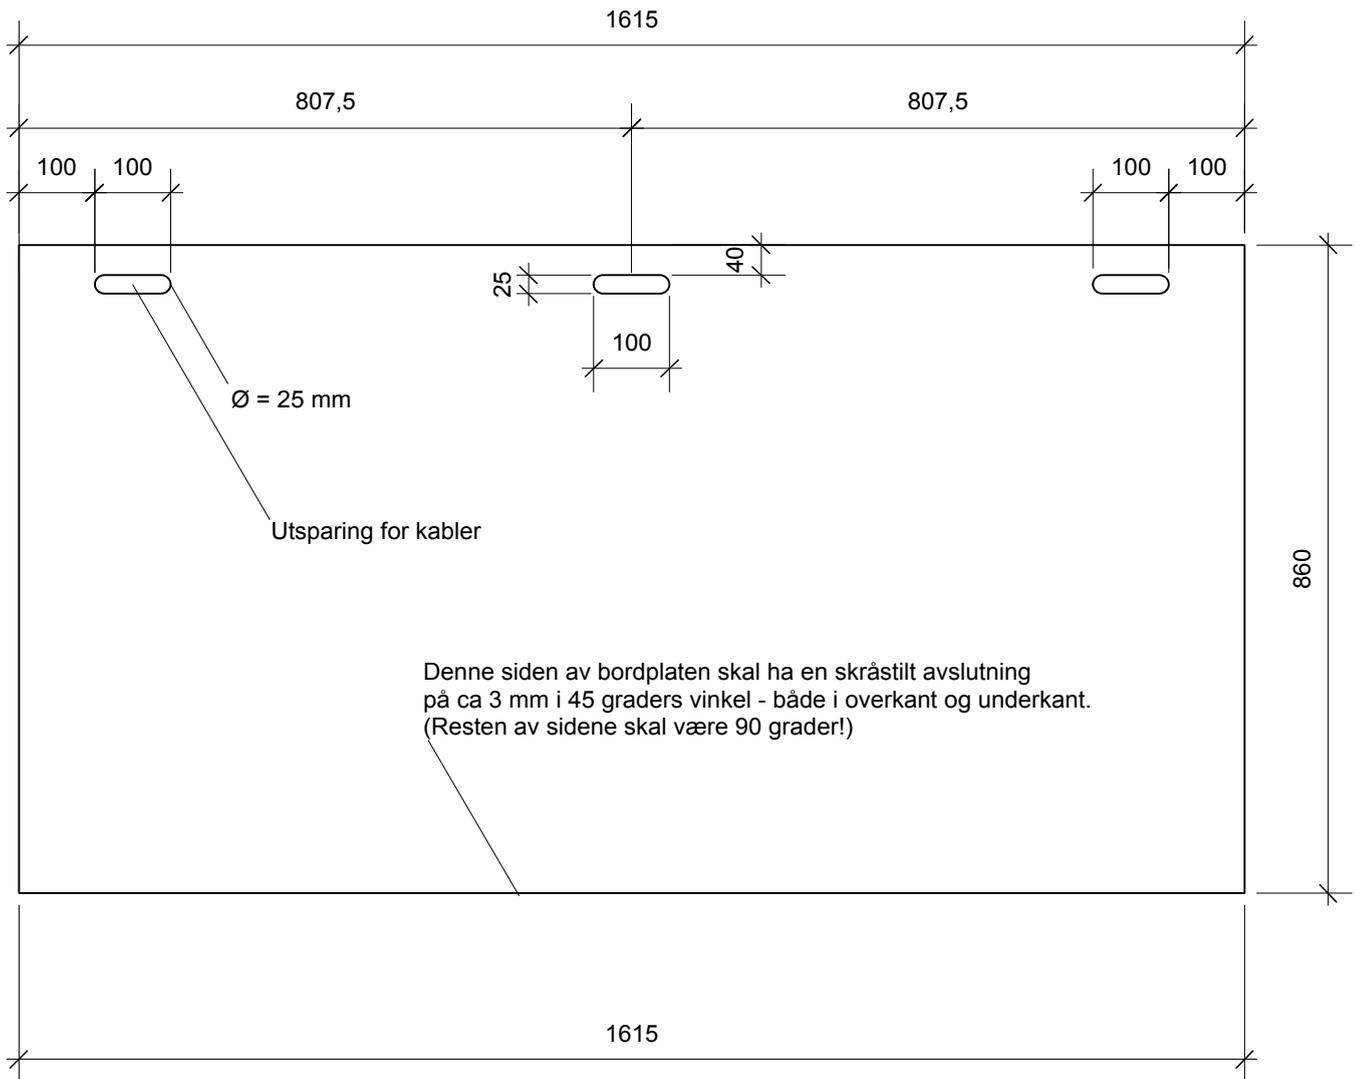 1615
807,5
807,5
100
100
100
100
40
25
100
Ø = 25 mm
Utsparing for kabler
860
Denne siden av bordplaten skal ha en skråstilt avslutning
på ca 3 mm i 45 graders vinkel - både i overkant og underkant.
(Resten av sidene skal være 90 grader!)
1615